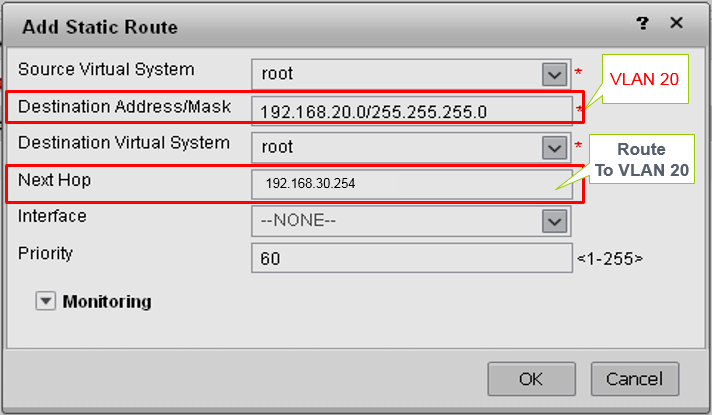 Add Static Route ? ×
Source Virtual System root *
VLAN 20
Destination Address/Mask 192.168.20.0/255.255.255.0 *
Destination Virtual System root *
Route
To VLAN 20
Next Hop 192.168.30.254
Interface --NONE--
Priority 60 <1-255>
Monitoring
OK Cancel